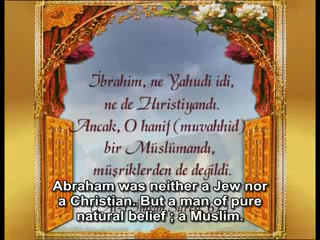 İbrahim, ne Yahudi idi,
ne de Hıristiyandı.
Ancak, O hanif (muvahhid)
bir Müslümandı,
müşriklerden de değildi.
Abraham was neither a Jew nor
a Christian. But a man of pure
natural belief ; a Muslim.